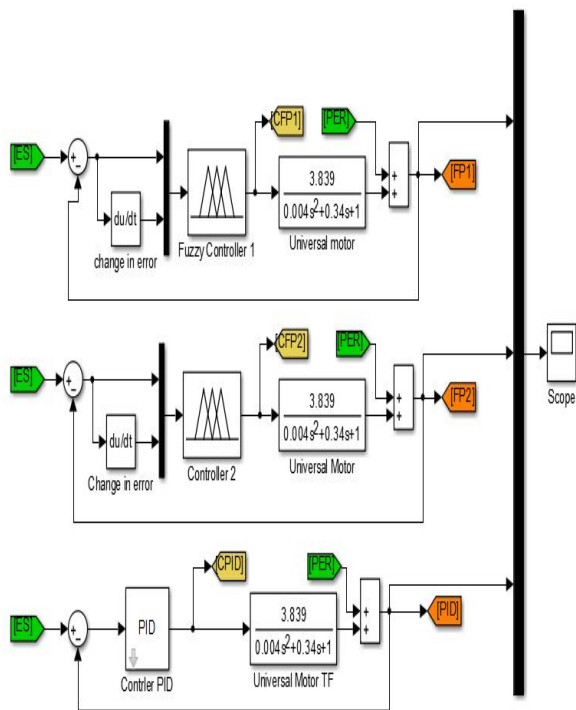 [CFP1]
[PER]
[ES]
+
−
+
+
[FP1]
du/dt
change in error
Fuzzy Controller 1
3.839
0.004s²+0.34s+1
Universal motor
[CFP2]
[PER]
[ES]
+
−
+
+
[FP2]
du/dt
Change in error
Controller 2
3.839
0.004s²+0.34s+1
Universal Motor
Scope
[CPID]
[PER]
[ES]
+
−
PID
+
+
[PID]
Contrler PID
3.839
0.004s²+0.34s+1
Universal Motor TF